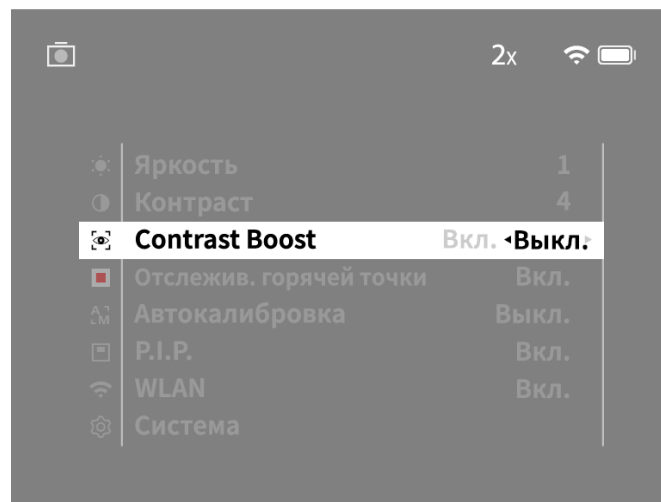 2x
Яркость 1
Контраст 4
Contrast Boost Вкл. Выкл.
Отслежив. горячей точки Вкл.
Автокалибровка Выкл.
P.I.P. Вкл.
WLAN Вкл.
Система